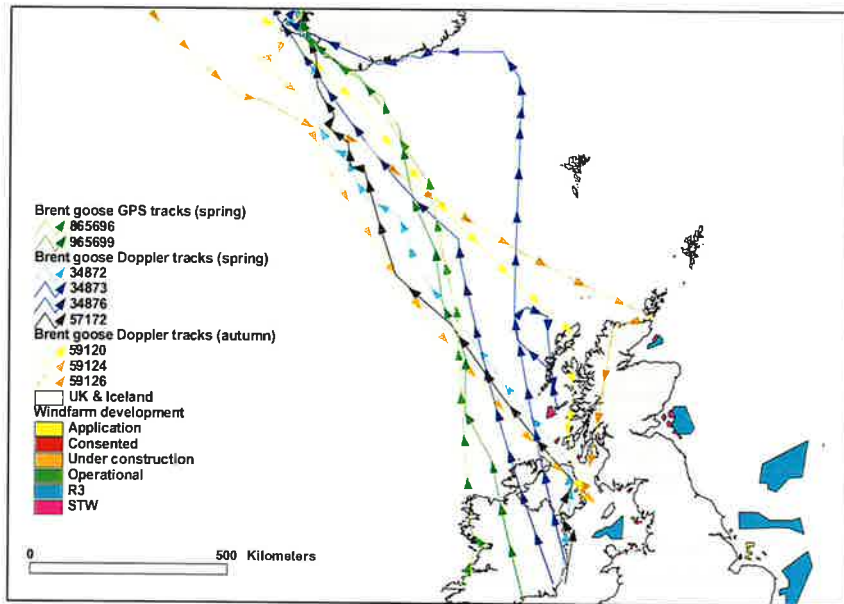 Brent goose GPS tracks (spring)
865696
965699
Brent goose Doppler tracks (spring)
34872
34873
34876
57172
Brent goose Doppler tracks (autumn)
59120
59124
59126
UK & Iceland
Windfarm development
Application
Consented
Under construction
Operational
R3
STW
0 500 Kilometers